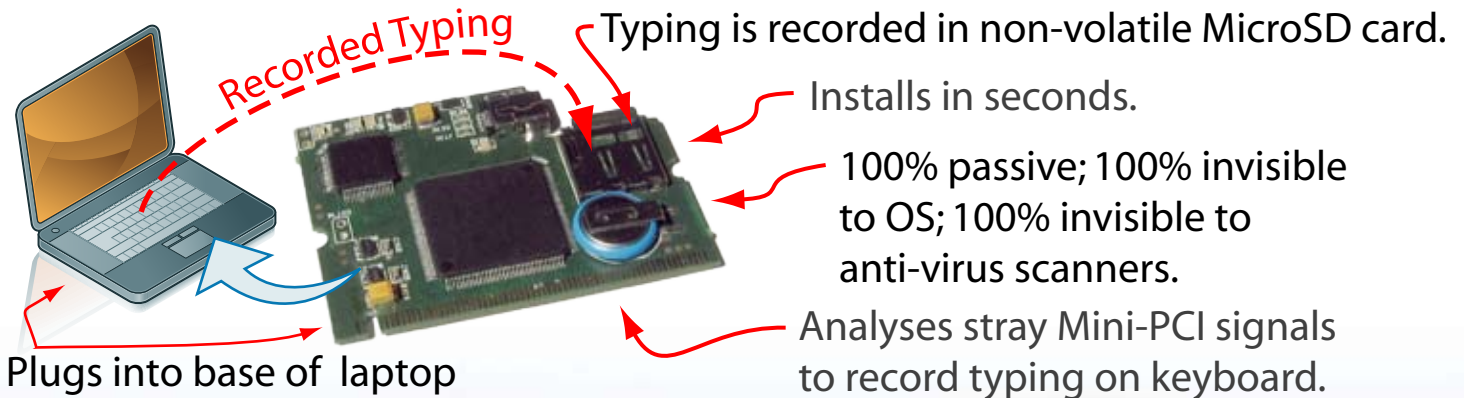 Recorded Typing
Typing is recorded in non-volatile MicroSD card.
Installs in seconds.
100% passive; 100% invisible
to OS; 100% invisible to
anti-virus scanners.
Analyses stray Mini-PCI signals
to record typing on keyboard.
Plugs into base of laptop